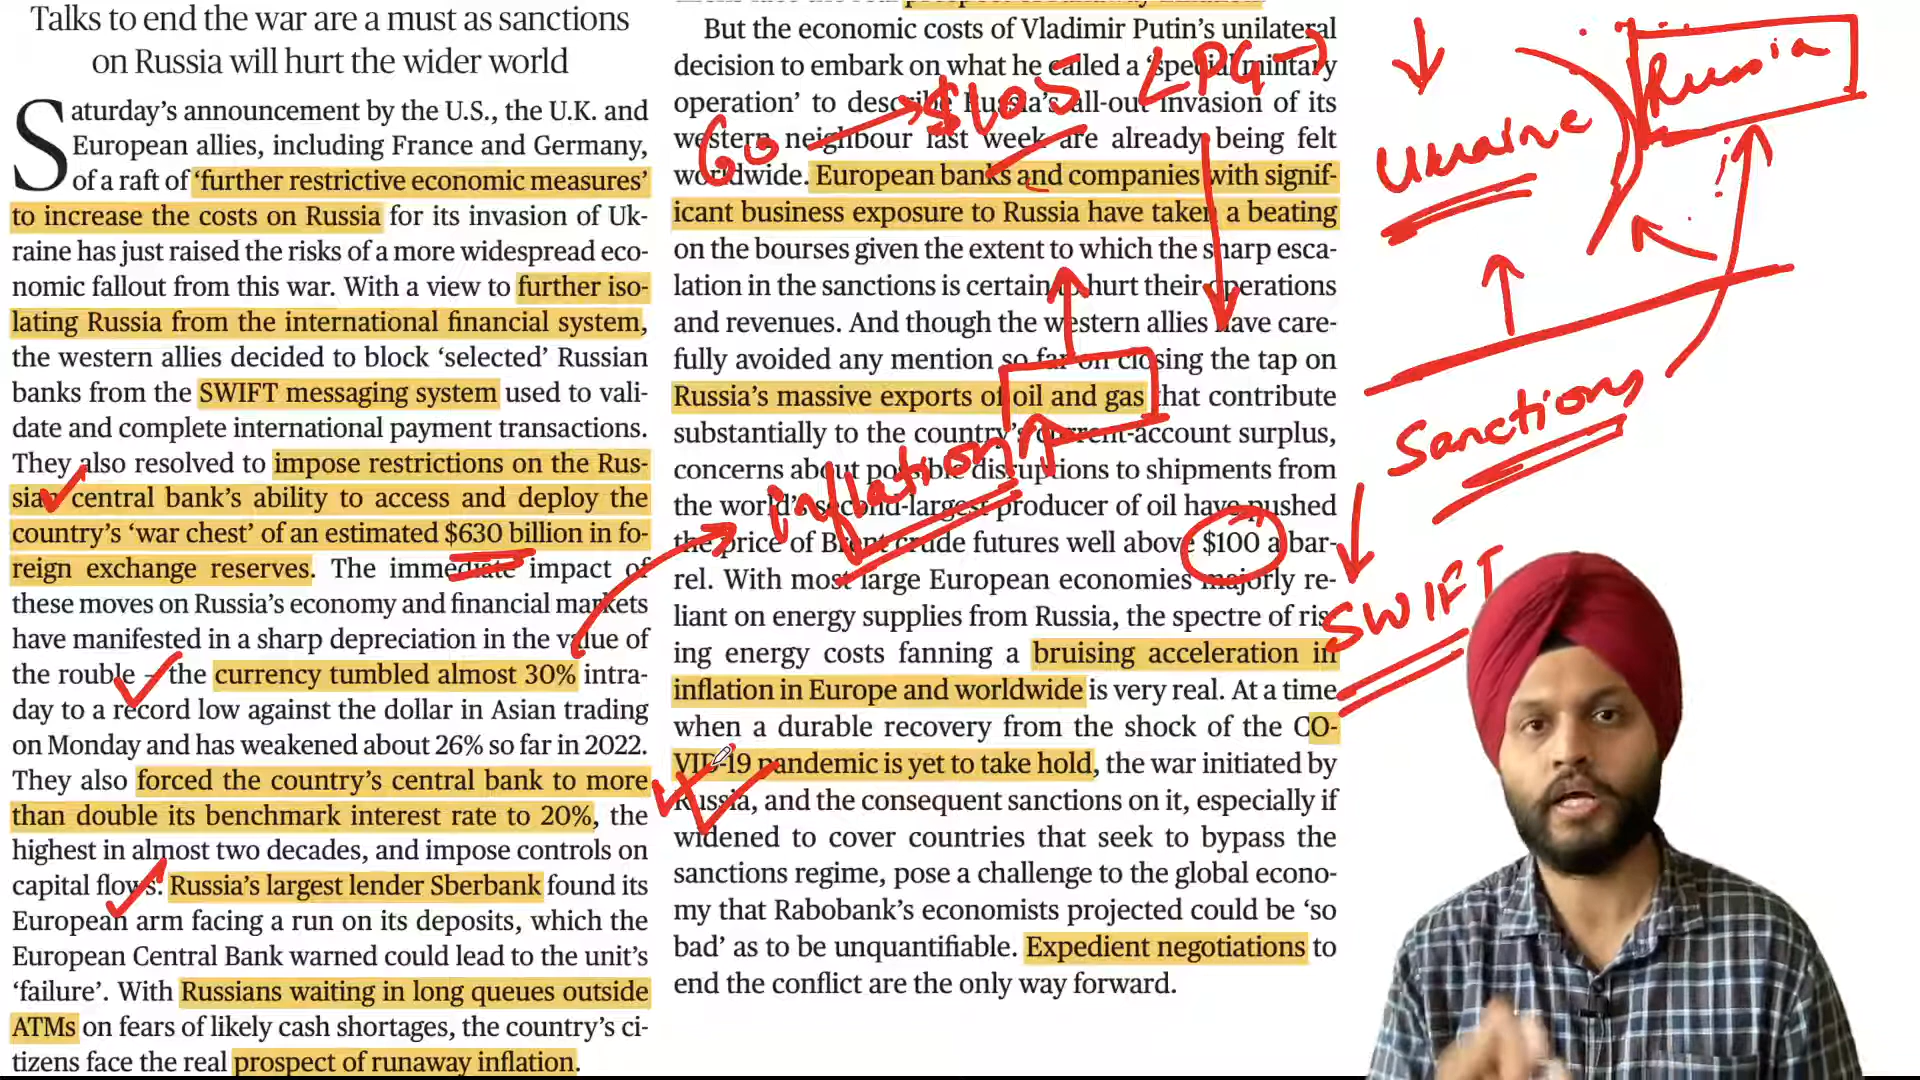 Talks to end the war are a must as sanctions
on Russia will hurt the wider world
Saturday’s announcement by the U.S., the U.K. and
European allies, including France and Germany,
of a raft of ‘further restrictive economic measures’
to increase the costs on Russia for its invasion of Uk-
raine has just raised the risks of a more widespread eco-
nomic fallout from this war. With a view to further iso-
lating Russia from the international financial system,
the western allies decided to block ‘selected’ Russian
banks from the SWIFT messaging system used to vali-
date and complete international payment transactions.
They also resolved to impose restrictions on the Rus-
sian central bank’s ability to access and deploy the
country’s ‘war chest’ of an estimated $630 billion in fo-
reign exchange reserves. The immediate impact of
these moves on Russia’s economy and financial markets
have manifested in a sharp depreciation in the value of
the rouble – the currency tumbled almost 30% intra-
day to a record low against the dollar in Asian trading
on Monday and has weakened about 26% so far in 2022.
They also forced the country’s central bank to more
than double its benchmark interest rate to 20%, the
highest in almost two decades, and impose controls on
capital flows. Russia’s largest lender Sberbank found its
European arm facing a run on its deposits, which the
European Central Bank warned could lead to the unit’s
‘failure’. With Russians waiting in long queues outside
ATMs on fears of likely cash shortages, the country’s ci-
tizens face the real prospect of runaway inflation.
But the economic costs of Vladimir Putin’s unilateral
decision to embark on what he called a ‘special military
operation’ to describe Russia’s all-out invasion of its
western neighbour last week are already being felt
worldwide. European banks and companies with signif-
icant business exposure to Russia have taken a beating
on the bourses given the extent to which the sharp esca-
lation in the sanctions is certain to hurt their operations
and revenues. And though the western allies have care-
fully avoided any mention so far on closing the tap on
Russia’s massive exports of oil and gas that contribute
substantially to the country’s current-account surplus,
concerns about possible disruptions to shipments from
the world’s second-largest producer of oil have pushed
the price of Brent crude futures well above $100 a bar-
rel. With most large European economies majorly re-
liant on energy supplies from Russia, the spectre of ris-
ing energy costs fanning a bruising acceleration in
inflation in Europe and worldwide is very real. At a time
when a durable recovery from the shock of the CO-
VID-19 pandemic is yet to take hold, the war initiated by
Russia, and the consequent sanctions on it, especially if
widened to cover countries that seek to bypass the
sanctions regime, pose a challenge to the global econo-
my that Rabobank’s economists projected could be ‘so
bad’ as to be unquantifiable. Expedient negotiations to
end the conflict are the only way forward.
60 $105 LPG
inflation
Ukraine
Russia
Sanctions
SWIFT